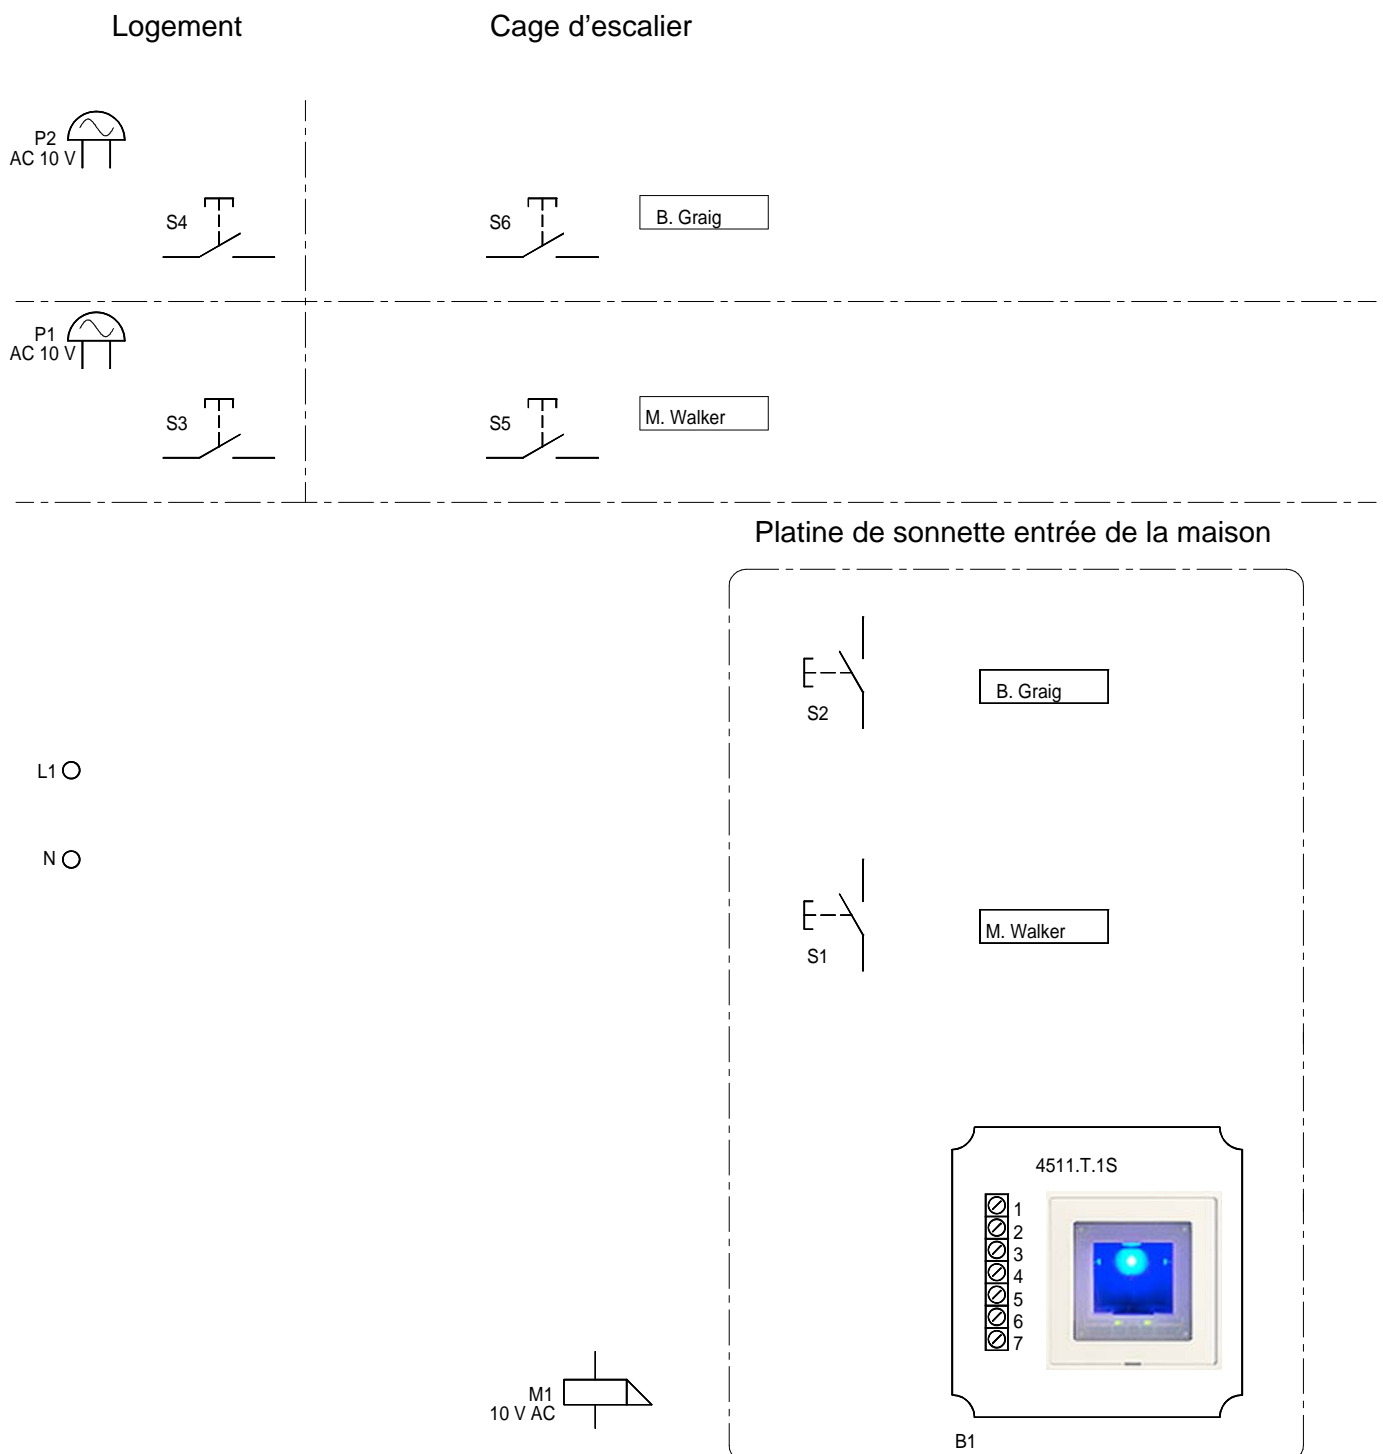 Logement
Cage d'escalier
P2
AC 10 V
S4
S6
B. Graig
P1
AC 10 V
S3
S5
M. Walker
Platine de sonnette entrée de la maison
S2
B. Graig
L1
N
S1
M. Walker
4511.T.1S
1
2
3
4
5
6
7
M1
10 V AC
B1